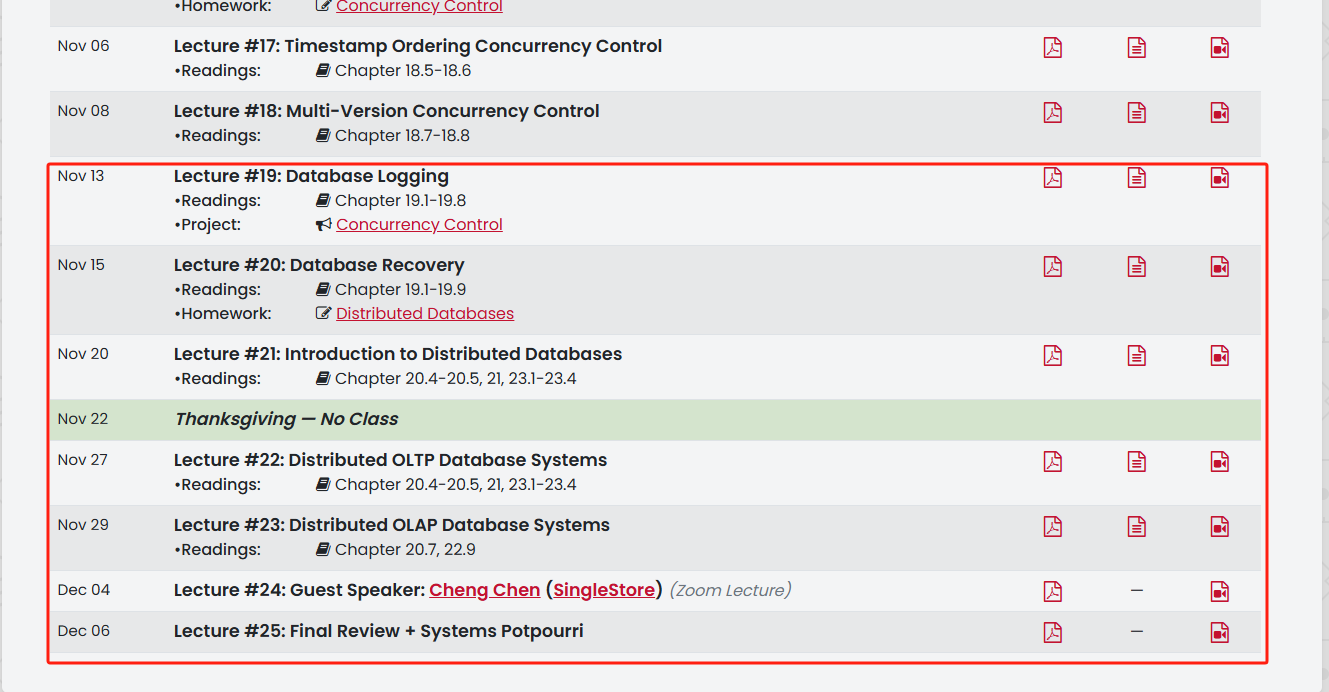 •Homework: Concurrency Control
Nov 06 Lecture #17: Timestamp Ordering Concurrency Control
•Readings: Chapter 18.5-18.6
Nov 08 Lecture #18: Multi-Version Concurrency Control
•Readings: Chapter 18.7-18.8
Nov 13 Lecture #19: Database Logging
•Readings: Chapter 19.1-19.8
•Project: Concurrency Control
Nov 15 Lecture #20: Database Recovery
•Readings: Chapter 19.1-19.9
•Homework: Distributed Databases
Nov 20 Lecture #21: Introduction to Distributed Databases
•Readings: Chapter 20.4-20.5, 21, 23.1-23.4
Nov 22 Thanksgiving — No Class
Nov 27 Lecture #22: Distributed OLTP Database Systems
•Readings: Chapter 20.4-20.5, 21, 23.1-23.4
Nov 29 Lecture #23: Distributed OLAP Database Systems
•Readings: Chapter 20.7, 22.9
Dec 04 Lecture #24: Guest Speaker: Cheng Chen (SingleStore) (Zoom Lecture) —
Dec 06 Lecture #25: Final Review + Systems Potpourri —